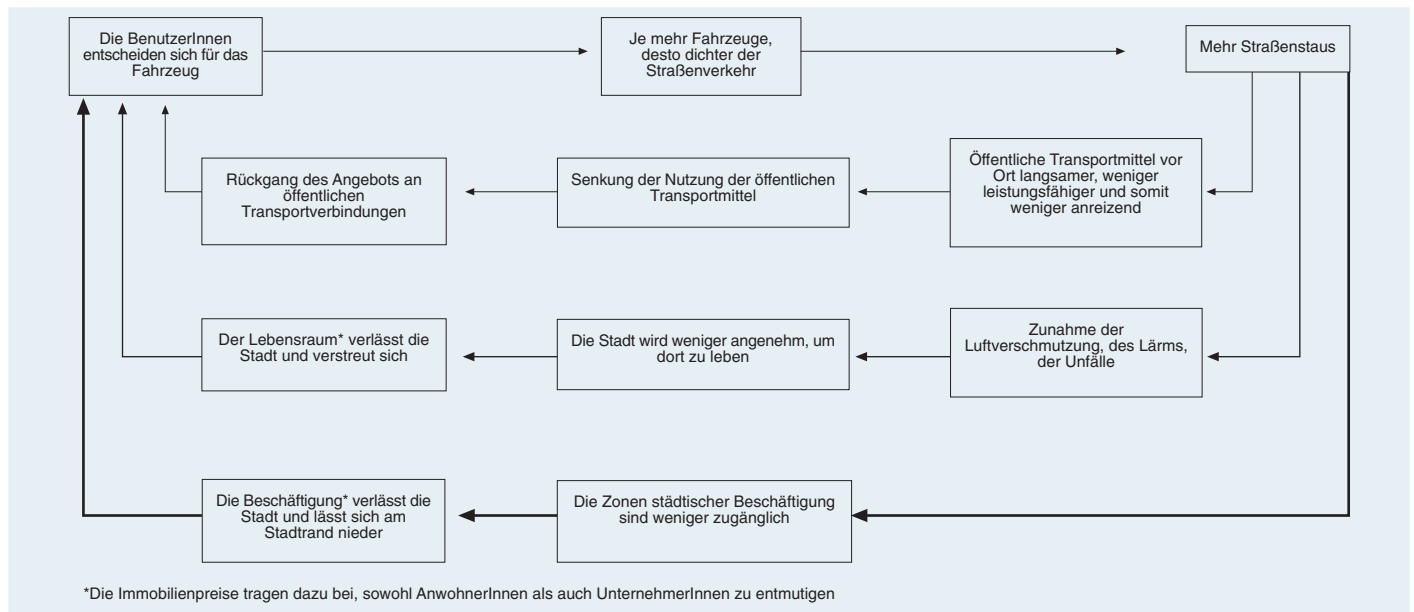 Die BenutzerInnen
entscheiden sich für das
Fahrzeug
Je mehr Fahrzeuge,
desto dichter der
Straßenverkehr
Mehr Straßenstaus
Rückgang des Angebots an
öffentlichen
Transportverbindungen
Senkung der Nutzung der öffentlichen
Transportmittel
Öffentliche Transportmittel vor
Ort langsamer, weniger
leistungsfähiger und somit
weniger anreizend
Der Lebensraum* verlässt die
Stadt und verstreut sich
Die Stadt wird weniger angenehm, um
dort zu leben
Zunahme der
Luftverschmutzung, des Lärms,
der Unfälle
Die Beschäftigung* verlässt die
Stadt und lässt sich am
Stadtrand nieder
Die Zonen städtischer Beschäftigung
sind weniger zugänglich
*Die Immobilienpreise tragen dazu bei, sowohl AnwohnerInnen als auch UnternehmerInnen zu entmutigen